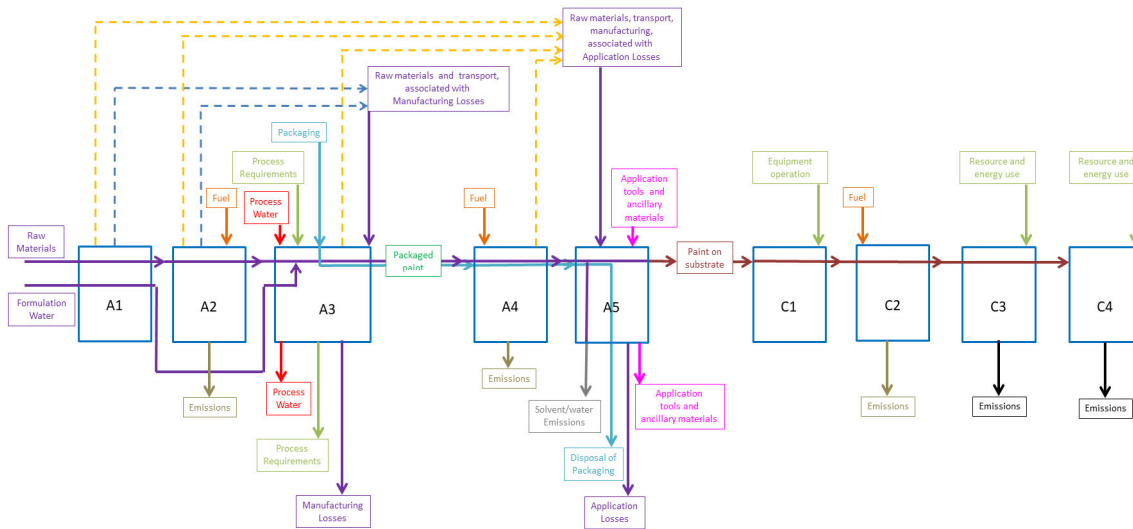 Raw materials, transport,
manufacturing,
associated with
Application Losses
Raw materials and transport,
associated with
Manufacturing Losses
Packaging
Process
Requirements
Equipment
operation
Resource and
energy use
Resource and
energy use
Application
tools and
ancillary
materials
Fuel
Process
Water
Fuel
Fuel
Raw
Materials
Packaged
paint
Paint on
substrate
Formulation
Water
A1
A2
A3
A4
A5
C1
C2
C3
C4
Emissions
Process
Water
Emissions
Solvent/water
Emissions
Application
tools and
ancillary materials
Emissions
Emissions
Emissions
Process
Requirements
Disposal of
Packaging
Manufacturing
Losses
Application
Losses